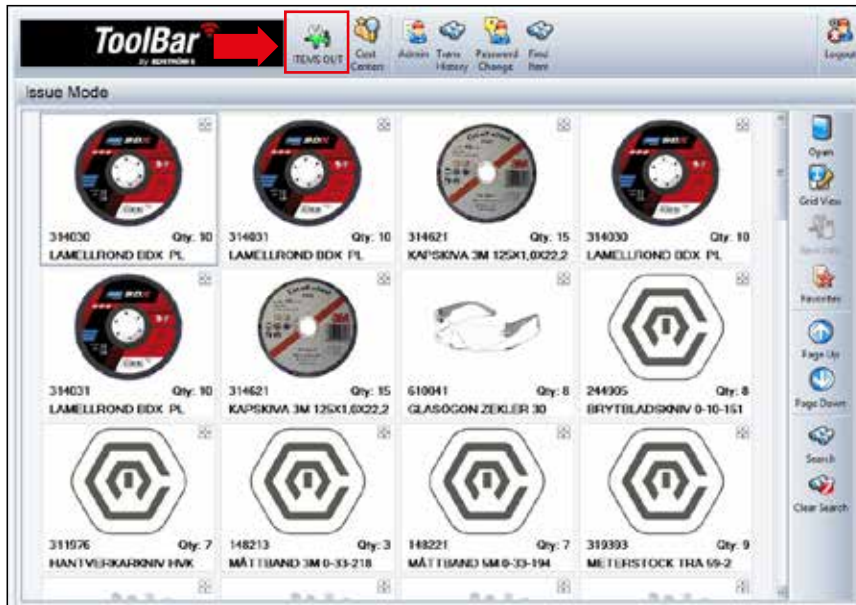 ToolBar
ITEMS OUT
Cost
Centers
Admin
Trans
History
Password
Change
Find
Item
Logout
Issue Mode
314030 Qty: 10
LAMELLROND BDX PL
314031 Qty: 10
LAMELLROND BDX PL
314621 Qty: 15
KAPSKIVA 3M 125X1,0X22,2
314030 Qty: 10
LAMELLROND BDX PL
314031 Qty: 10
LAMELLROND BDX PL
314621 Qty: 15
KAPSKIVA 3M 125X1,0X22,2
610041 Qty: 8
GLASÖGON ZEKLER 30
244905 Qty: 8
BRYTBLADSKNIV 0-10-151
311976 Qty: 7
HANTVERKARKNIV HVK
148213 Qty: 3
MÅTTBAND 3M 0-33-218
148221 Qty: 7
MÅTTBAND 5M 0-33-194
319393 Qty: 9
METERSTOCK TRA 59-2
Open
Grid View
Favorites
Page Up
Page Down
Search
Clear Search